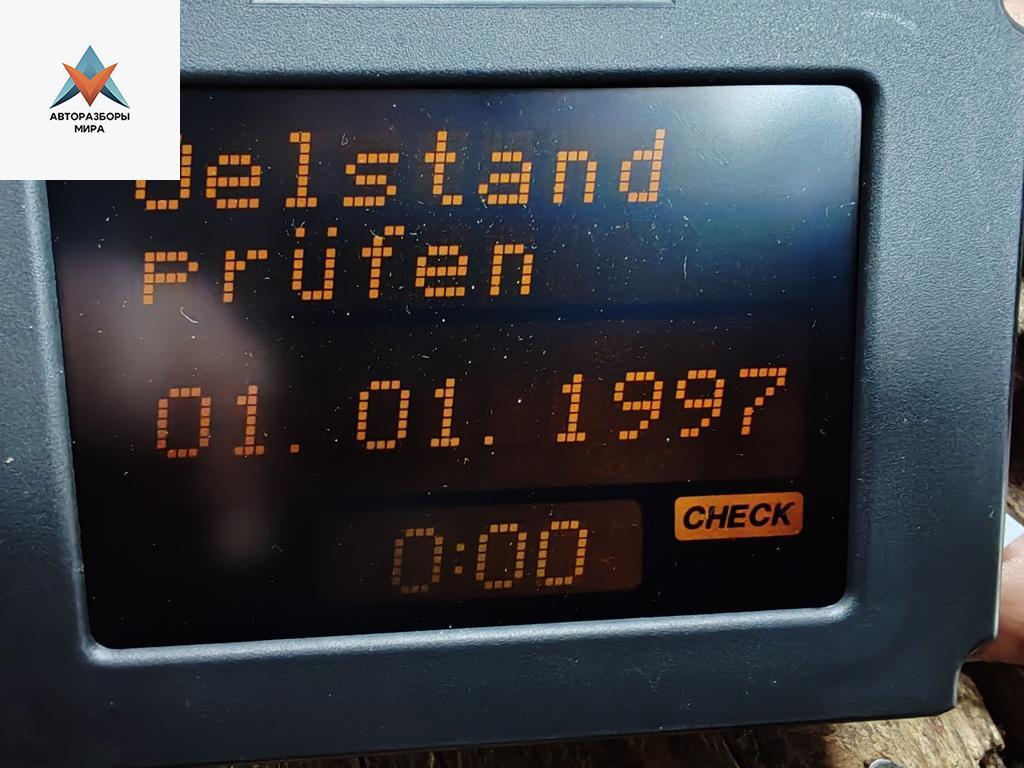 АВТОРАЗБОРЫ
МИРА
Oelstand
prüfen
01.01.1997
0:00
CHECK